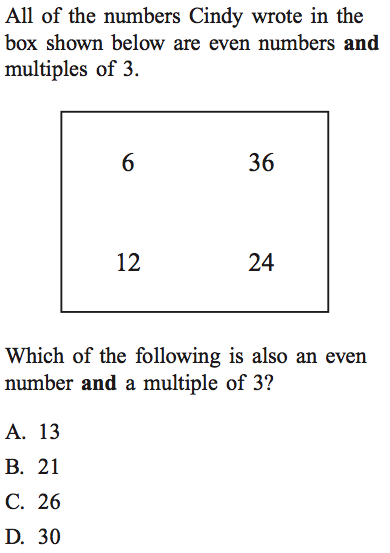 All of the numbers Cindy wrote in the
box shown below are even numbers and
multiples of 3.
6 36
12 24
Which of the following is also an even
number and a multiple of 3?
A. 13
B. 21
C. 26
D. 30